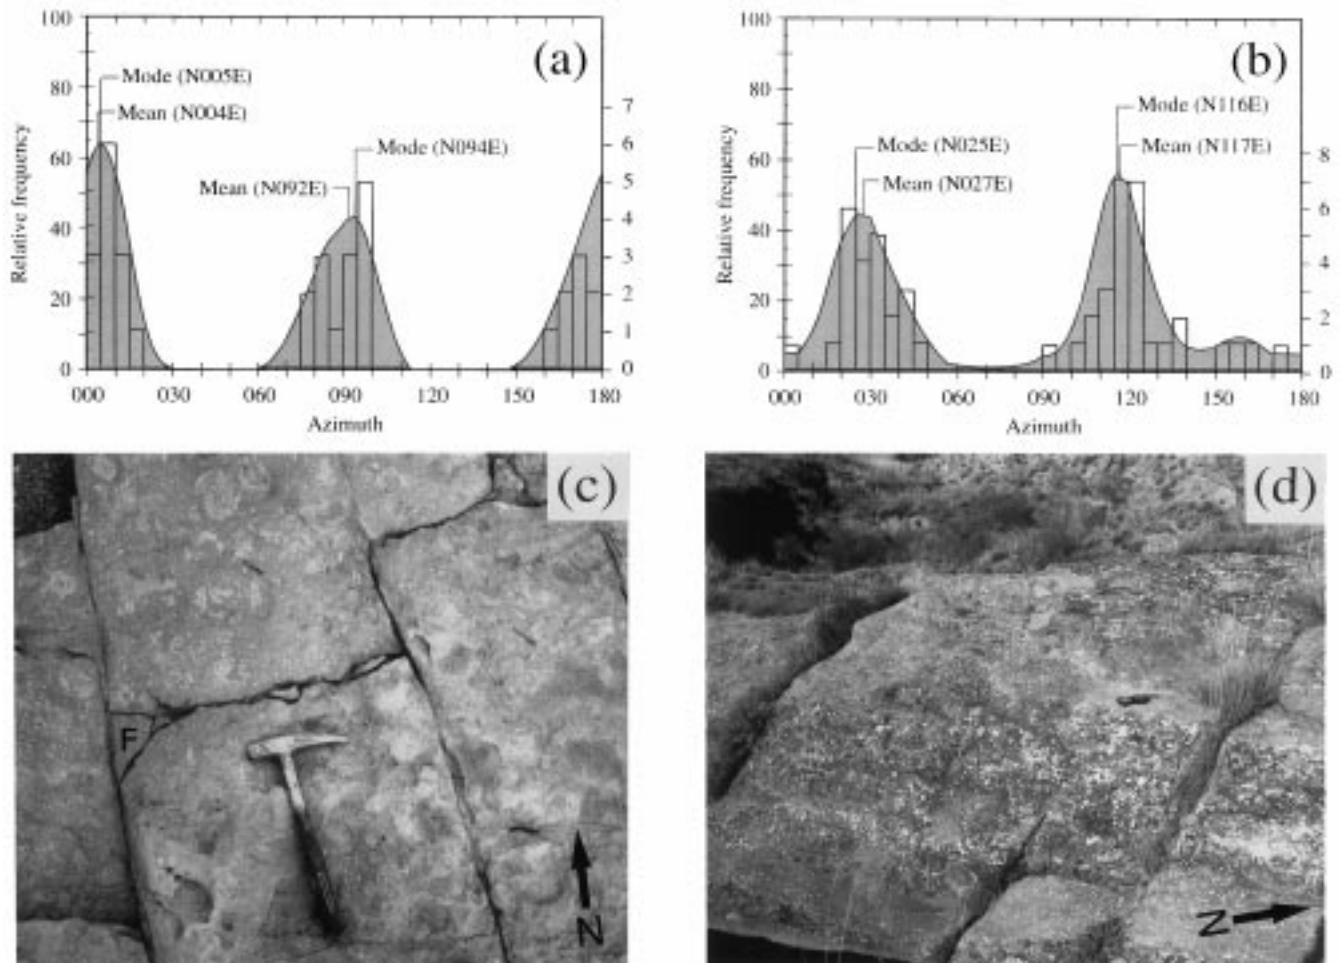 (a)
100
80
60
40
20
0
Relative frequency
Mode (N005E)
Mean (N004E)
Mode (N094E)
Mean (N092E)
7
6
5
4
3
2
1
0
000 030 060 090 120 150 180
Azimuth
(b)
100
80
60
40
20
0
Relative frequency
Mode (N025E)
Mean (N027E)
Mode (N116E)
Mean (N117E)
8
6
4
2
0
000 030 060 090 120 150 180
Azimuth
(c)
F
N
(d)
N